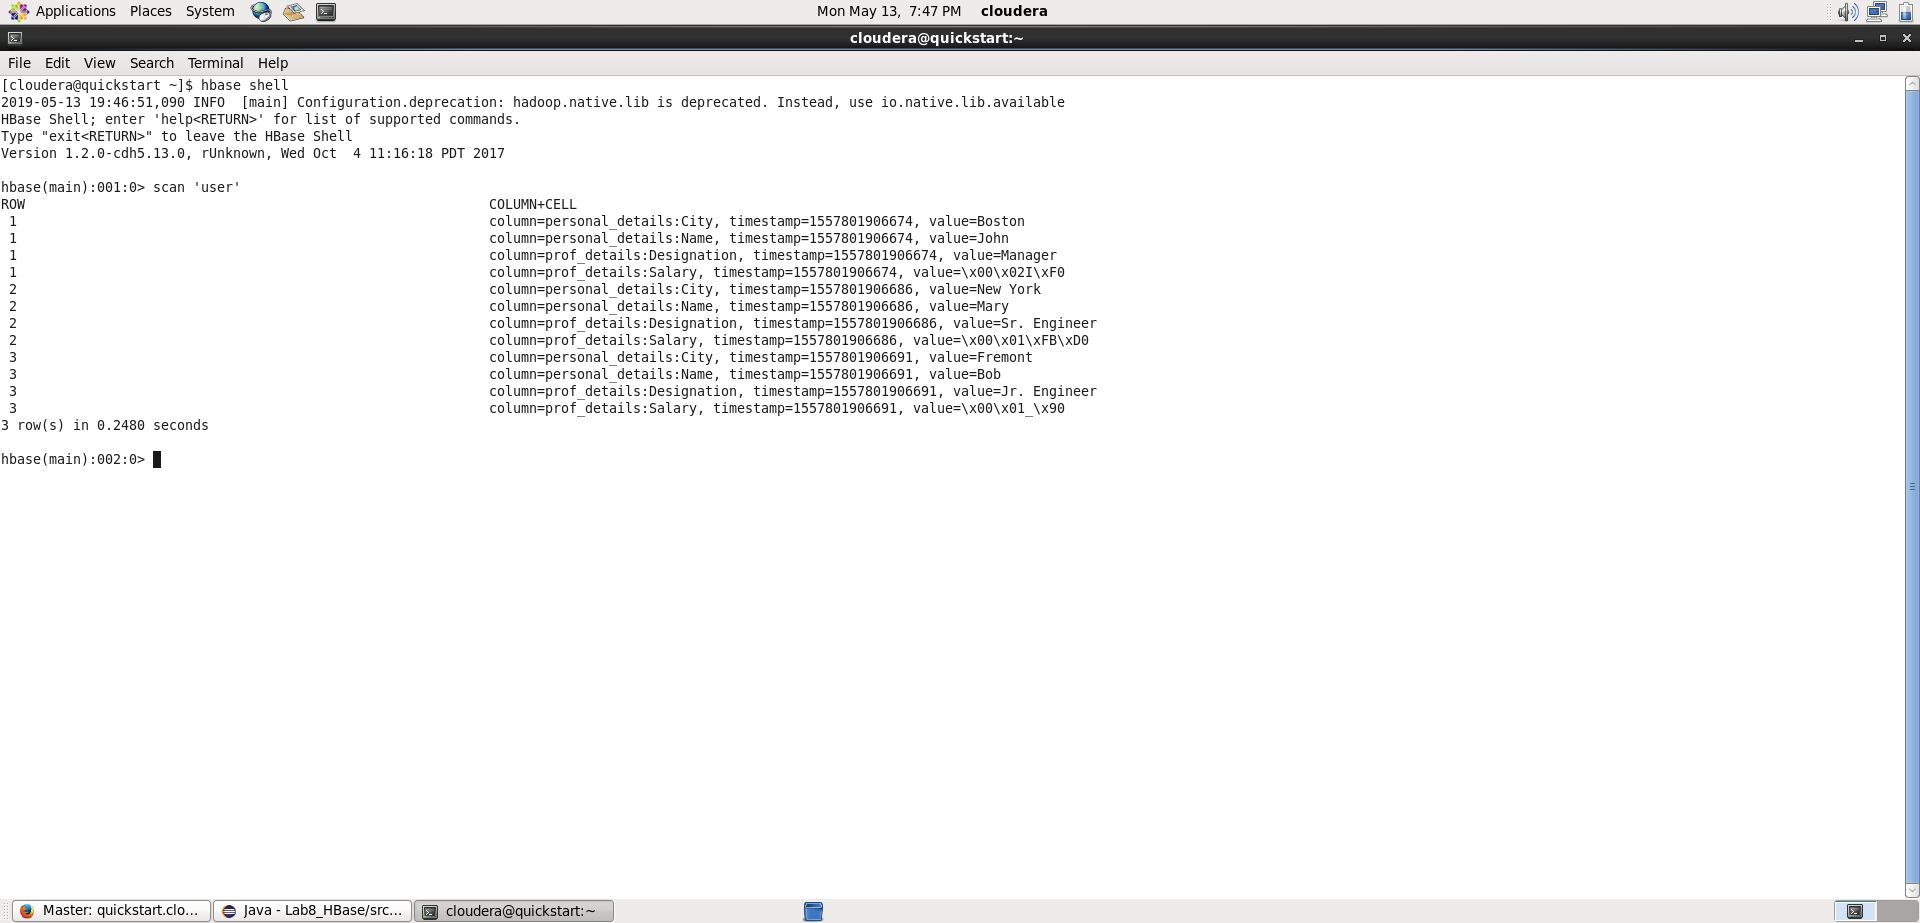 Applications Places System Mon May 13, 7:47 PM cloudera
cloudera@quickstart:~
File Edit View Search Terminal Help
[cloudera@quickstart ~]$ hbase shell
2019-05-13 19:46:51,090 INFO  [main] Configuration.deprecation: hadoop.native.lib is deprecated. Instead, use io.native.lib.available
HBase Shell; enter 'help<RETURN>' for list of supported commands.
Type "exit<RETURN>" to leave the HBase Shell
Version 1.2.0-cdh5.13.0, rUnknown, Wed Oct  4 11:16:18 PDT 2017
hbase(main):001:0> scan 'user'
ROW COLUMN+CELL
1 column=personal_details:City, timestamp=1557801906674, value=Boston
1 column=personal_details:Name, timestamp=1557801906674, value=John
1 column=prof_details:Designation, timestamp=1557801906674, value=Manager
1 column=prof_details:Salary, timestamp=1557801906674, value=\x00\x02I\xF0
2 column=personal_details:City, timestamp=1557801906686, value=New York
2 column=personal_details:Name, timestamp=1557801906686, value=Mary
2 column=prof_details:Designation, timestamp=1557801906686, value=Sr. Engineer
2 column=prof_details:Salary, timestamp=1557801906686, value=\x00\x01\xFB\xD0
3 column=personal_details:City, timestamp=1557801906691, value=Fremont
3 column=personal_details:Name, timestamp=1557801906691, value=Bob
3 column=prof_details:Designation, timestamp=1557801906691, value=Jr. Engineer
3 column=prof_details:Salary, timestamp=1557801906691, value=\x00\x01_\x90
3 row(s) in 0.2480 seconds
hbase(main):002:0>
Master: quickstart.clo... Java - Lab8_HBase/src... cloudera@quickstart:~